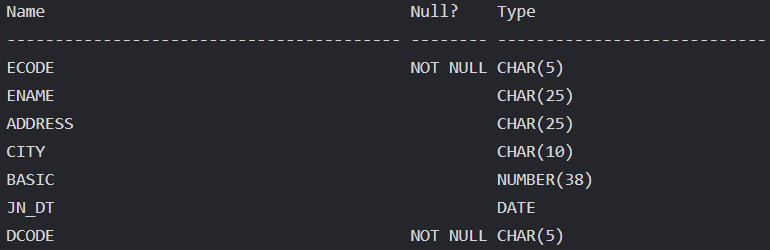 Name                                      Null?    Type
----------------------------------------- -------- ----------------------------
ECODE                                     NOT NULL CHAR(5)
ENAME                                              CHAR(25)
ADDRESS                                            CHAR(25)
CITY                                               CHAR(10)
BASIC                                              NUMBER(38)
JN_DT                                              DATE
DCODE                                     NOT NULL CHAR(5)